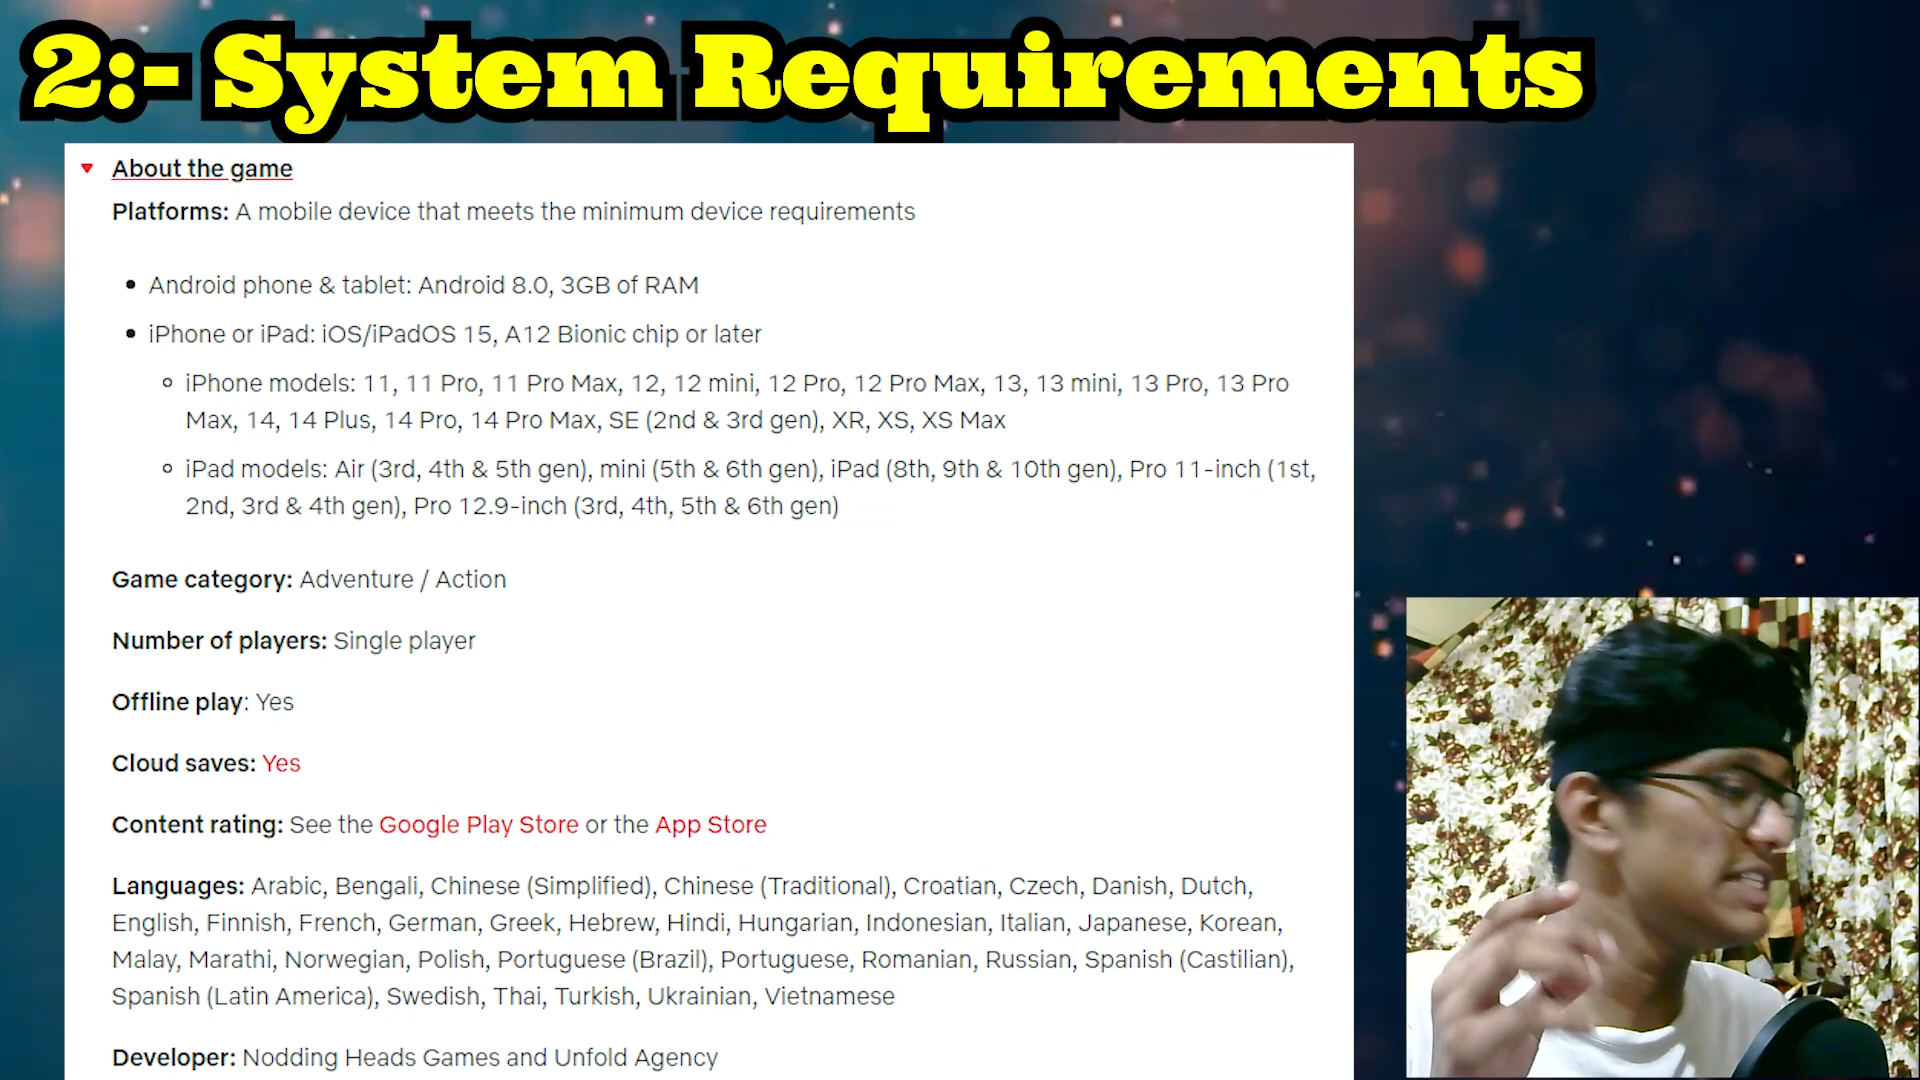 2:- System Requirements
About the game
Platforms: A mobile device that meets the minimum device requirements
Android phone & tablet: Android 8.0, 3GB of RAM
iPhone or iPad: iOS/iPadOS 15, A12 Bionic chip or later
iPhone models: 11, 11 Pro, 11 Pro Max, 12, 12 mini, 12 Pro, 12 Pro Max, 13, 13 mini, 13 Pro, 13 Pro
Max, 14, 14 Plus, 14 Pro, 14 Pro Max, SE (2nd & 3rd gen), XR, XS, XS Max
iPad models: Air (3rd, 4th & 5th gen), mini (5th & 6th gen), iPad (8th, 9th & 10th gen), Pro 11-inch (1st,
2nd, 3rd & 4th gen), Pro 12.9-inch (3rd, 4th, 5th & 6th gen)
Game category: Adventure / Action
Number of players: Single player
Offline play: Yes
Cloud saves: Yes
Content rating: See the Google Play Store or the App Store
Languages: Arabic, Bengali, Chinese (Simplified), Chinese (Traditional), Croatian, Czech, Danish, Dutch,
English, Finnish, French, German, Greek, Hebrew, Hindi, Hungarian, Indonesian, Italian, Japanese, Korean,
Malay, Marathi, Norwegian, Polish, Portuguese (Brazil), Portuguese, Romanian, Russian, Spanish (Castilian),
Spanish (Latin America), Swedish, Thai, Turkish, Ukrainian, Vietnamese
Developer: Nodding Heads Games and Unfold Agency